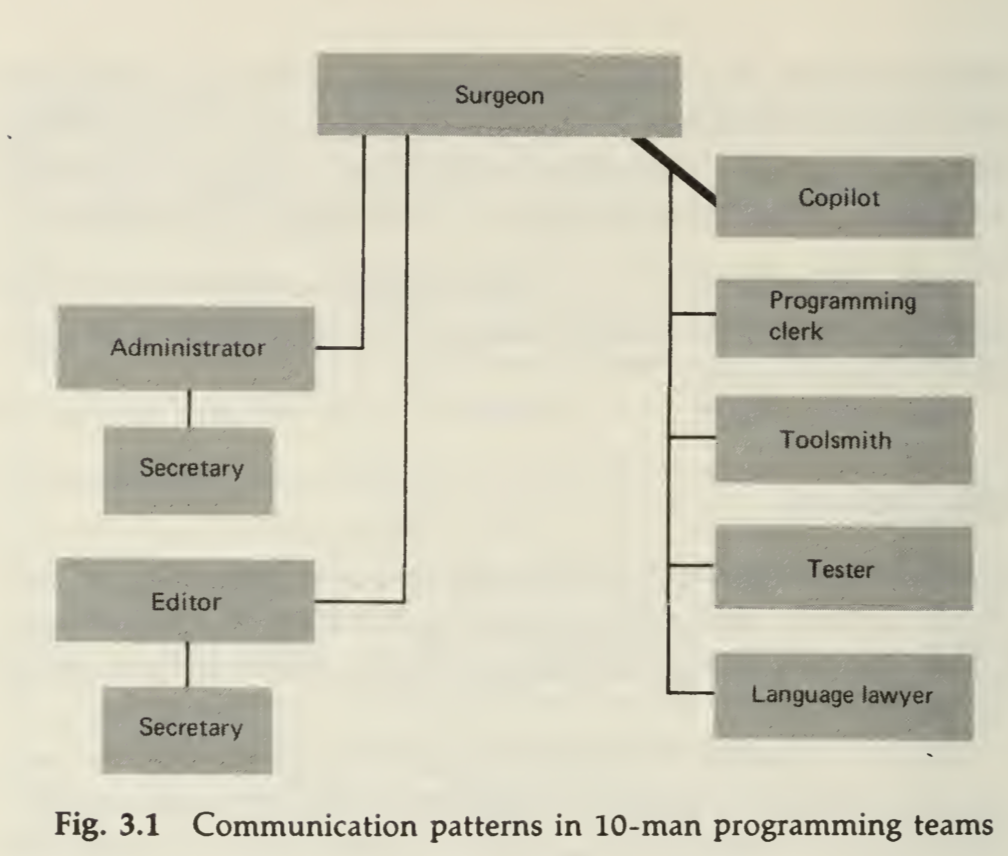 Surgeon
Copilot
Programming
clerk
Administrator
Toolsmith
Secretary
Tester
Editor
Language lawyer
Secretary
Fig. 3.1 Communication patterns in 10-man programming teams